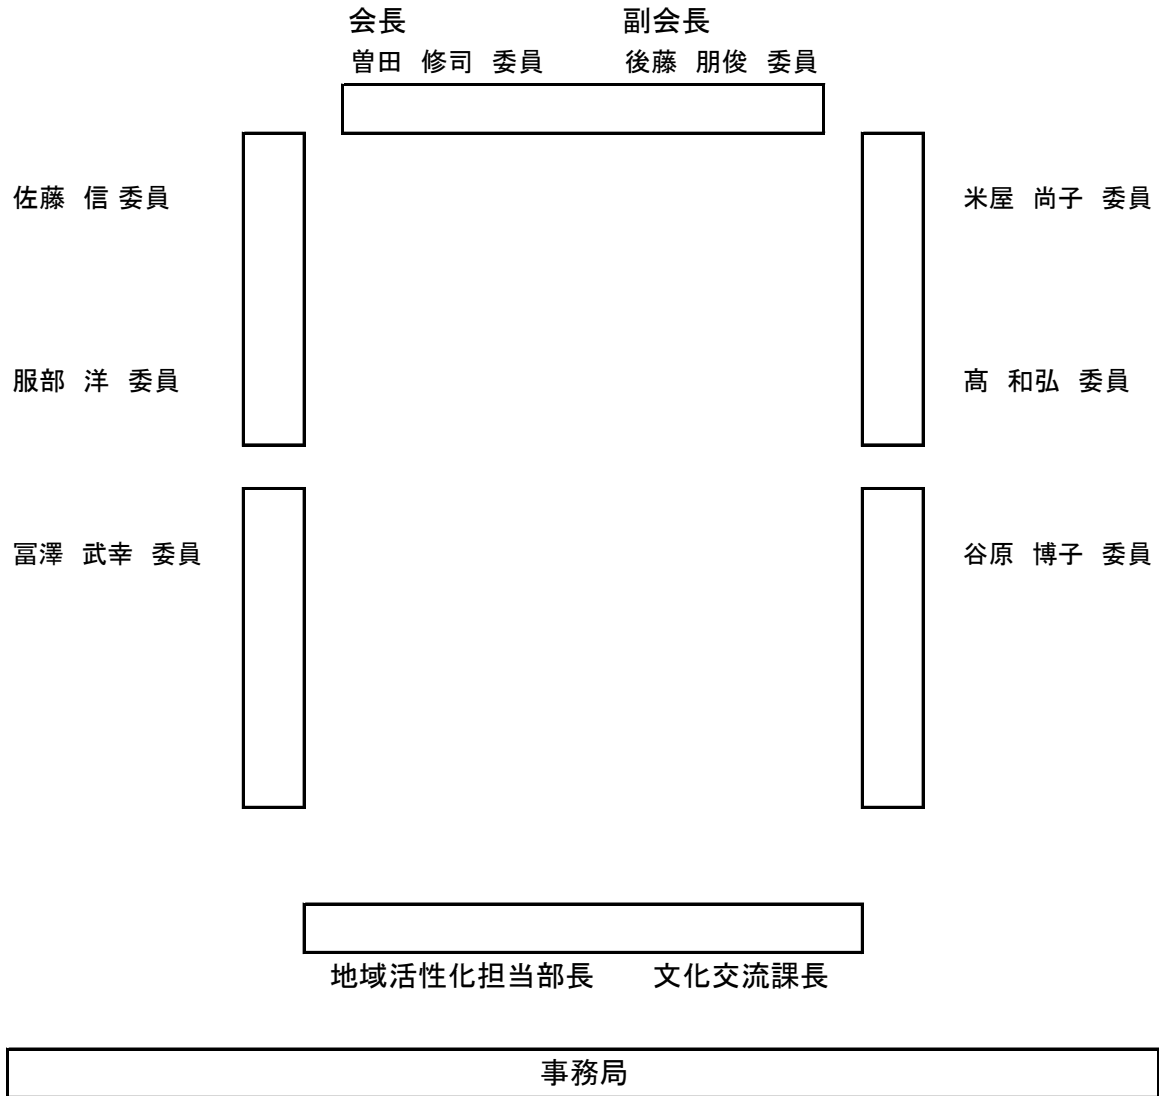 会長　副会長
曽田　修司　委員　後藤　朋俊　委員
佐藤　信 委員　米屋　尚子　委員
服部　洋　委員　髙　和弘　委員
冨澤　武幸　委員　谷原　博子　委員
地域活性化担当部長　文化交流課長
事務局